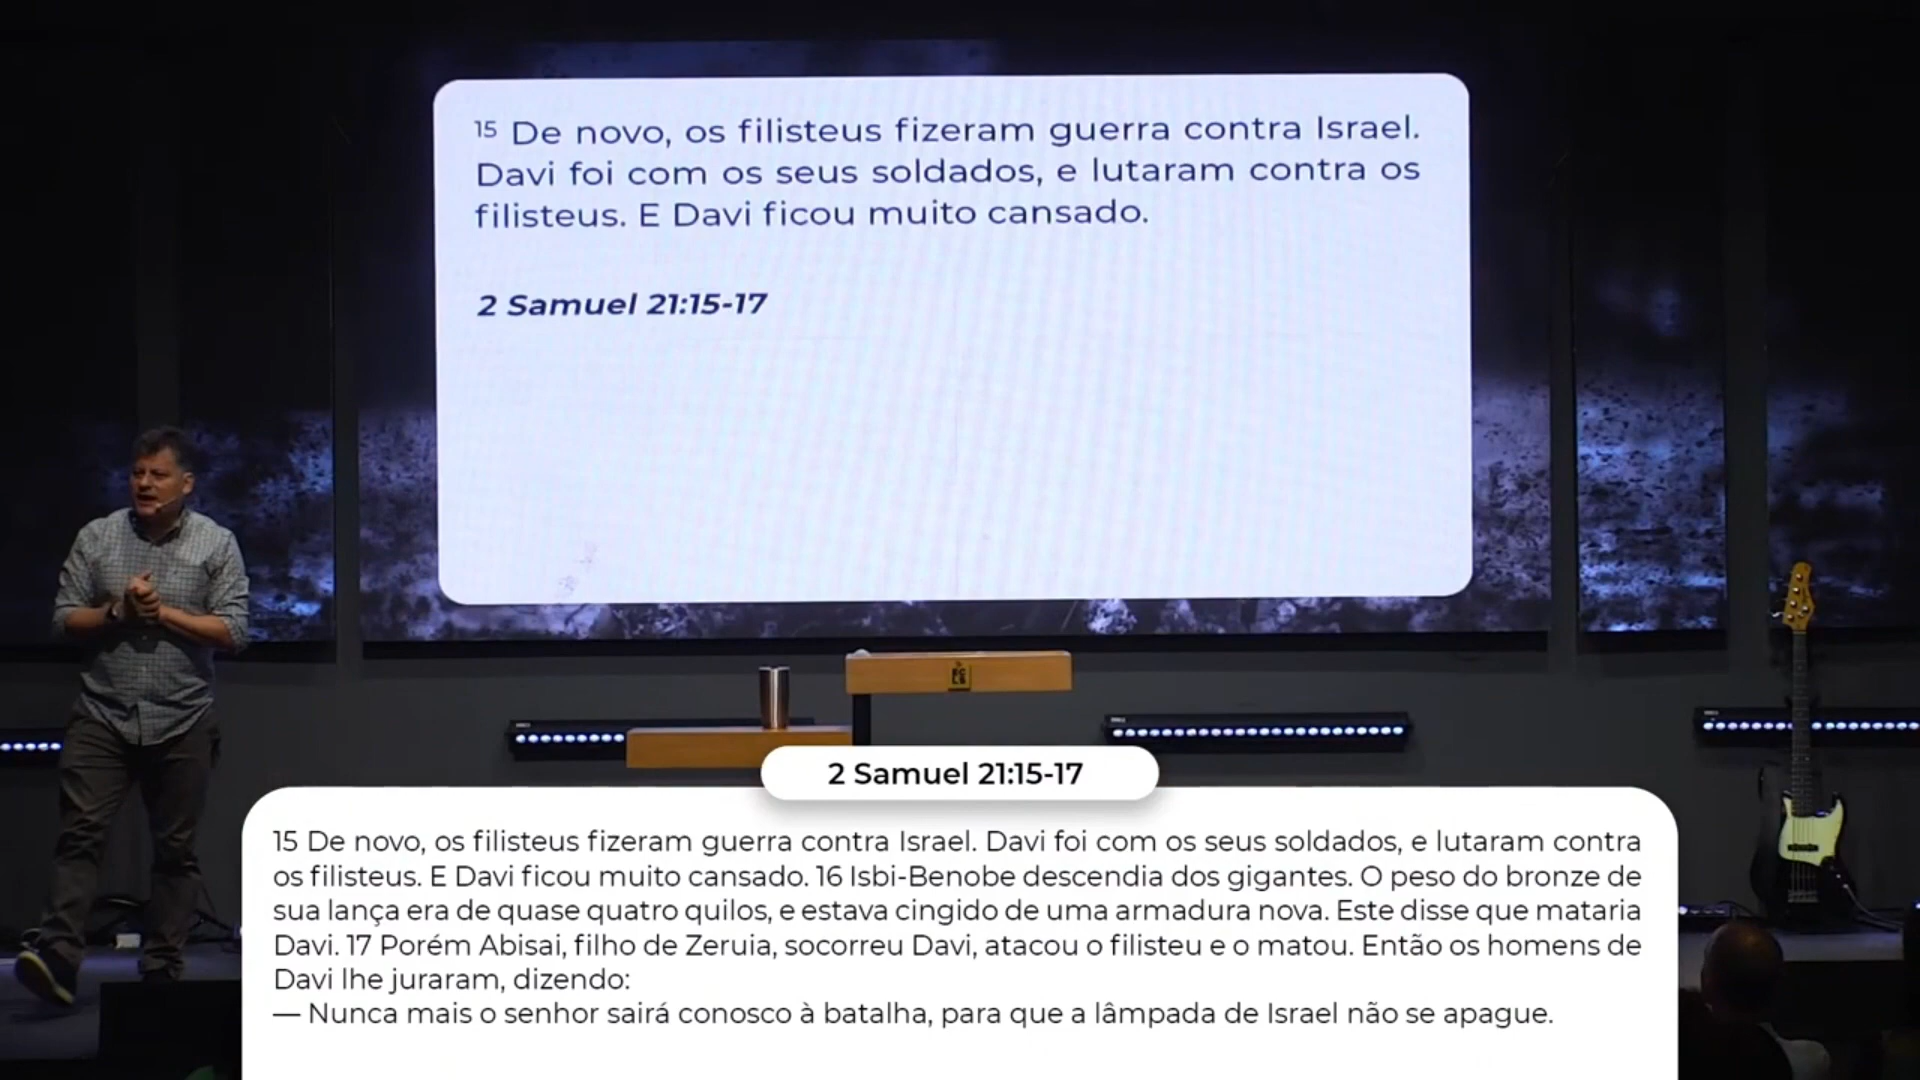 15 De novo, os filisteus fizeram guerra contra Israel.
Davi foi com os seus soldados, e lutaram contra os
filisteus. E Davi ficou muito cansado.
2 Samuel 21:15-17
2 Samuel 21:15-17
15 De novo, os filisteus fizeram guerra contra Israel. Davi foi com os seus soldados, e lutaram contra
os filisteus. E Davi ficou muito cansado. 16 Isbi-Benobe descendia dos gigantes. O peso do bronze de
sua lança era de quase quatro quilos, e estava cingido de uma armadura nova. Este disse que mataria
Davi. 17 Porém Abisai, filho de Zeruia, socorreu Davi, atacou o filisteu e o matou. Então os homens de
Davi lhe juraram, dizendo:
— Nunca mais o senhor sairá conosco à batalha, para que a lâmpada de Israel não se apague.